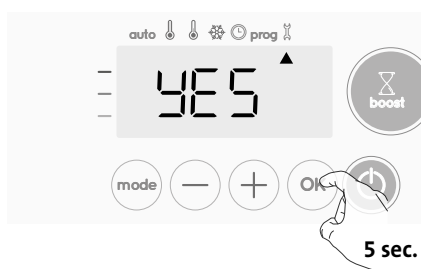 auto prog
YES
boost
mode − + OK
5 sec.